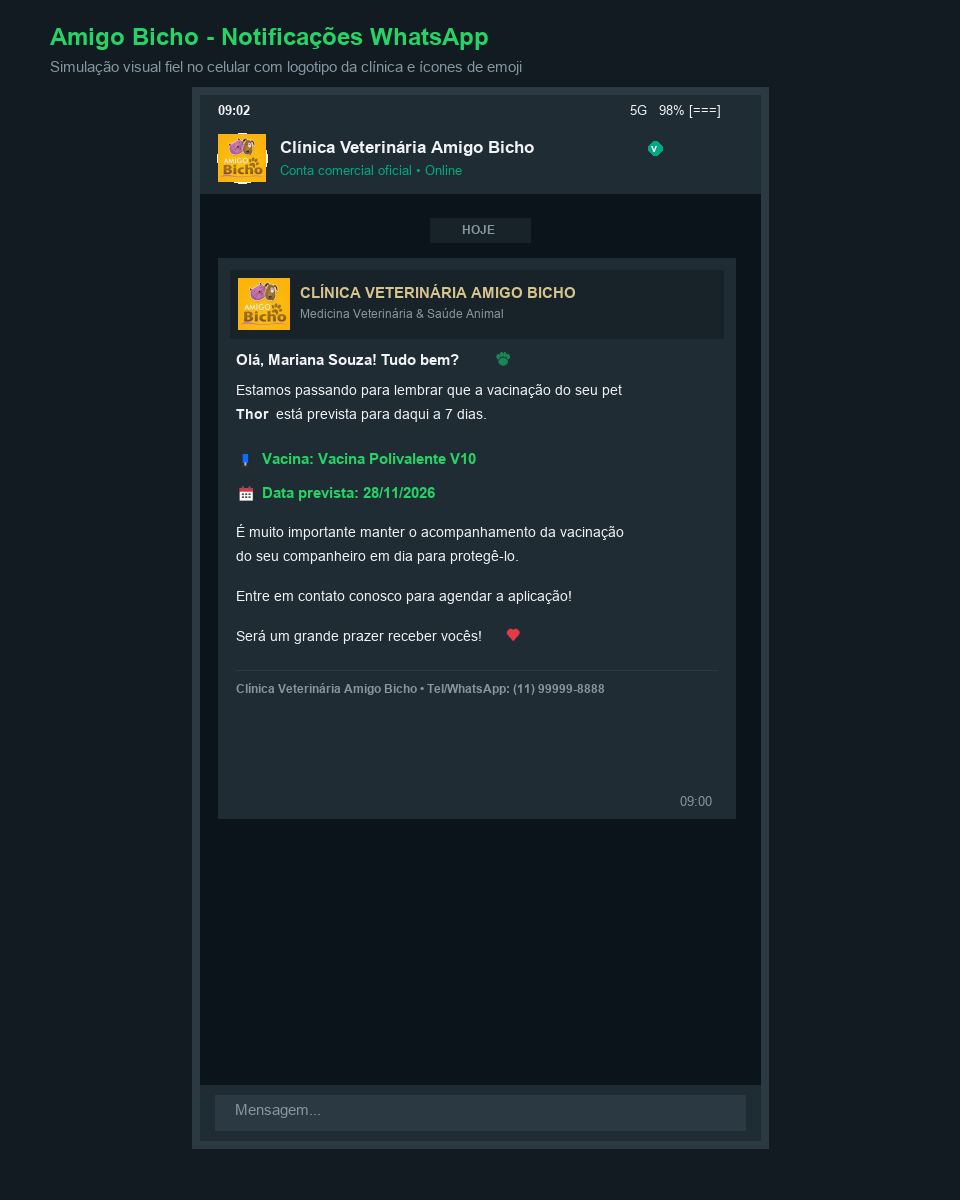 Amigo Bicho - Notificações WhatsApp
Simulação visual fiel no celular com logotipo da clínica e ícones de emoji
09:02
5G 98% [===]
AMIGO
Bicho
Clínica Veterinária Amigo Bicho
V
Conta comercial oficial • Online
HOJE
AMIGO
Bicho
CLÍNICA VETERINÁRIA AMIGO BICHO
Medicina Veterinária & Saúde Animal
Olá, Mariana Souza! Tudo bem?
Estamos passando para lembrar que a vacinação do seu pet
Thor está prevista para daqui a 7 dias.
Vacina: Vacina Polivalente V10
Data prevista: 28/11/2026
É muito importante manter o acompanhamento da vacinação
do seu companheiro em dia para protegê-lo.
Entre em contato conosco para agendar a aplicação!
Será um grande prazer receber vocês!
Clínica Veterinária Amigo Bicho • Tel/WhatsApp: (11) 99999-8888
09:00
Mensagem...